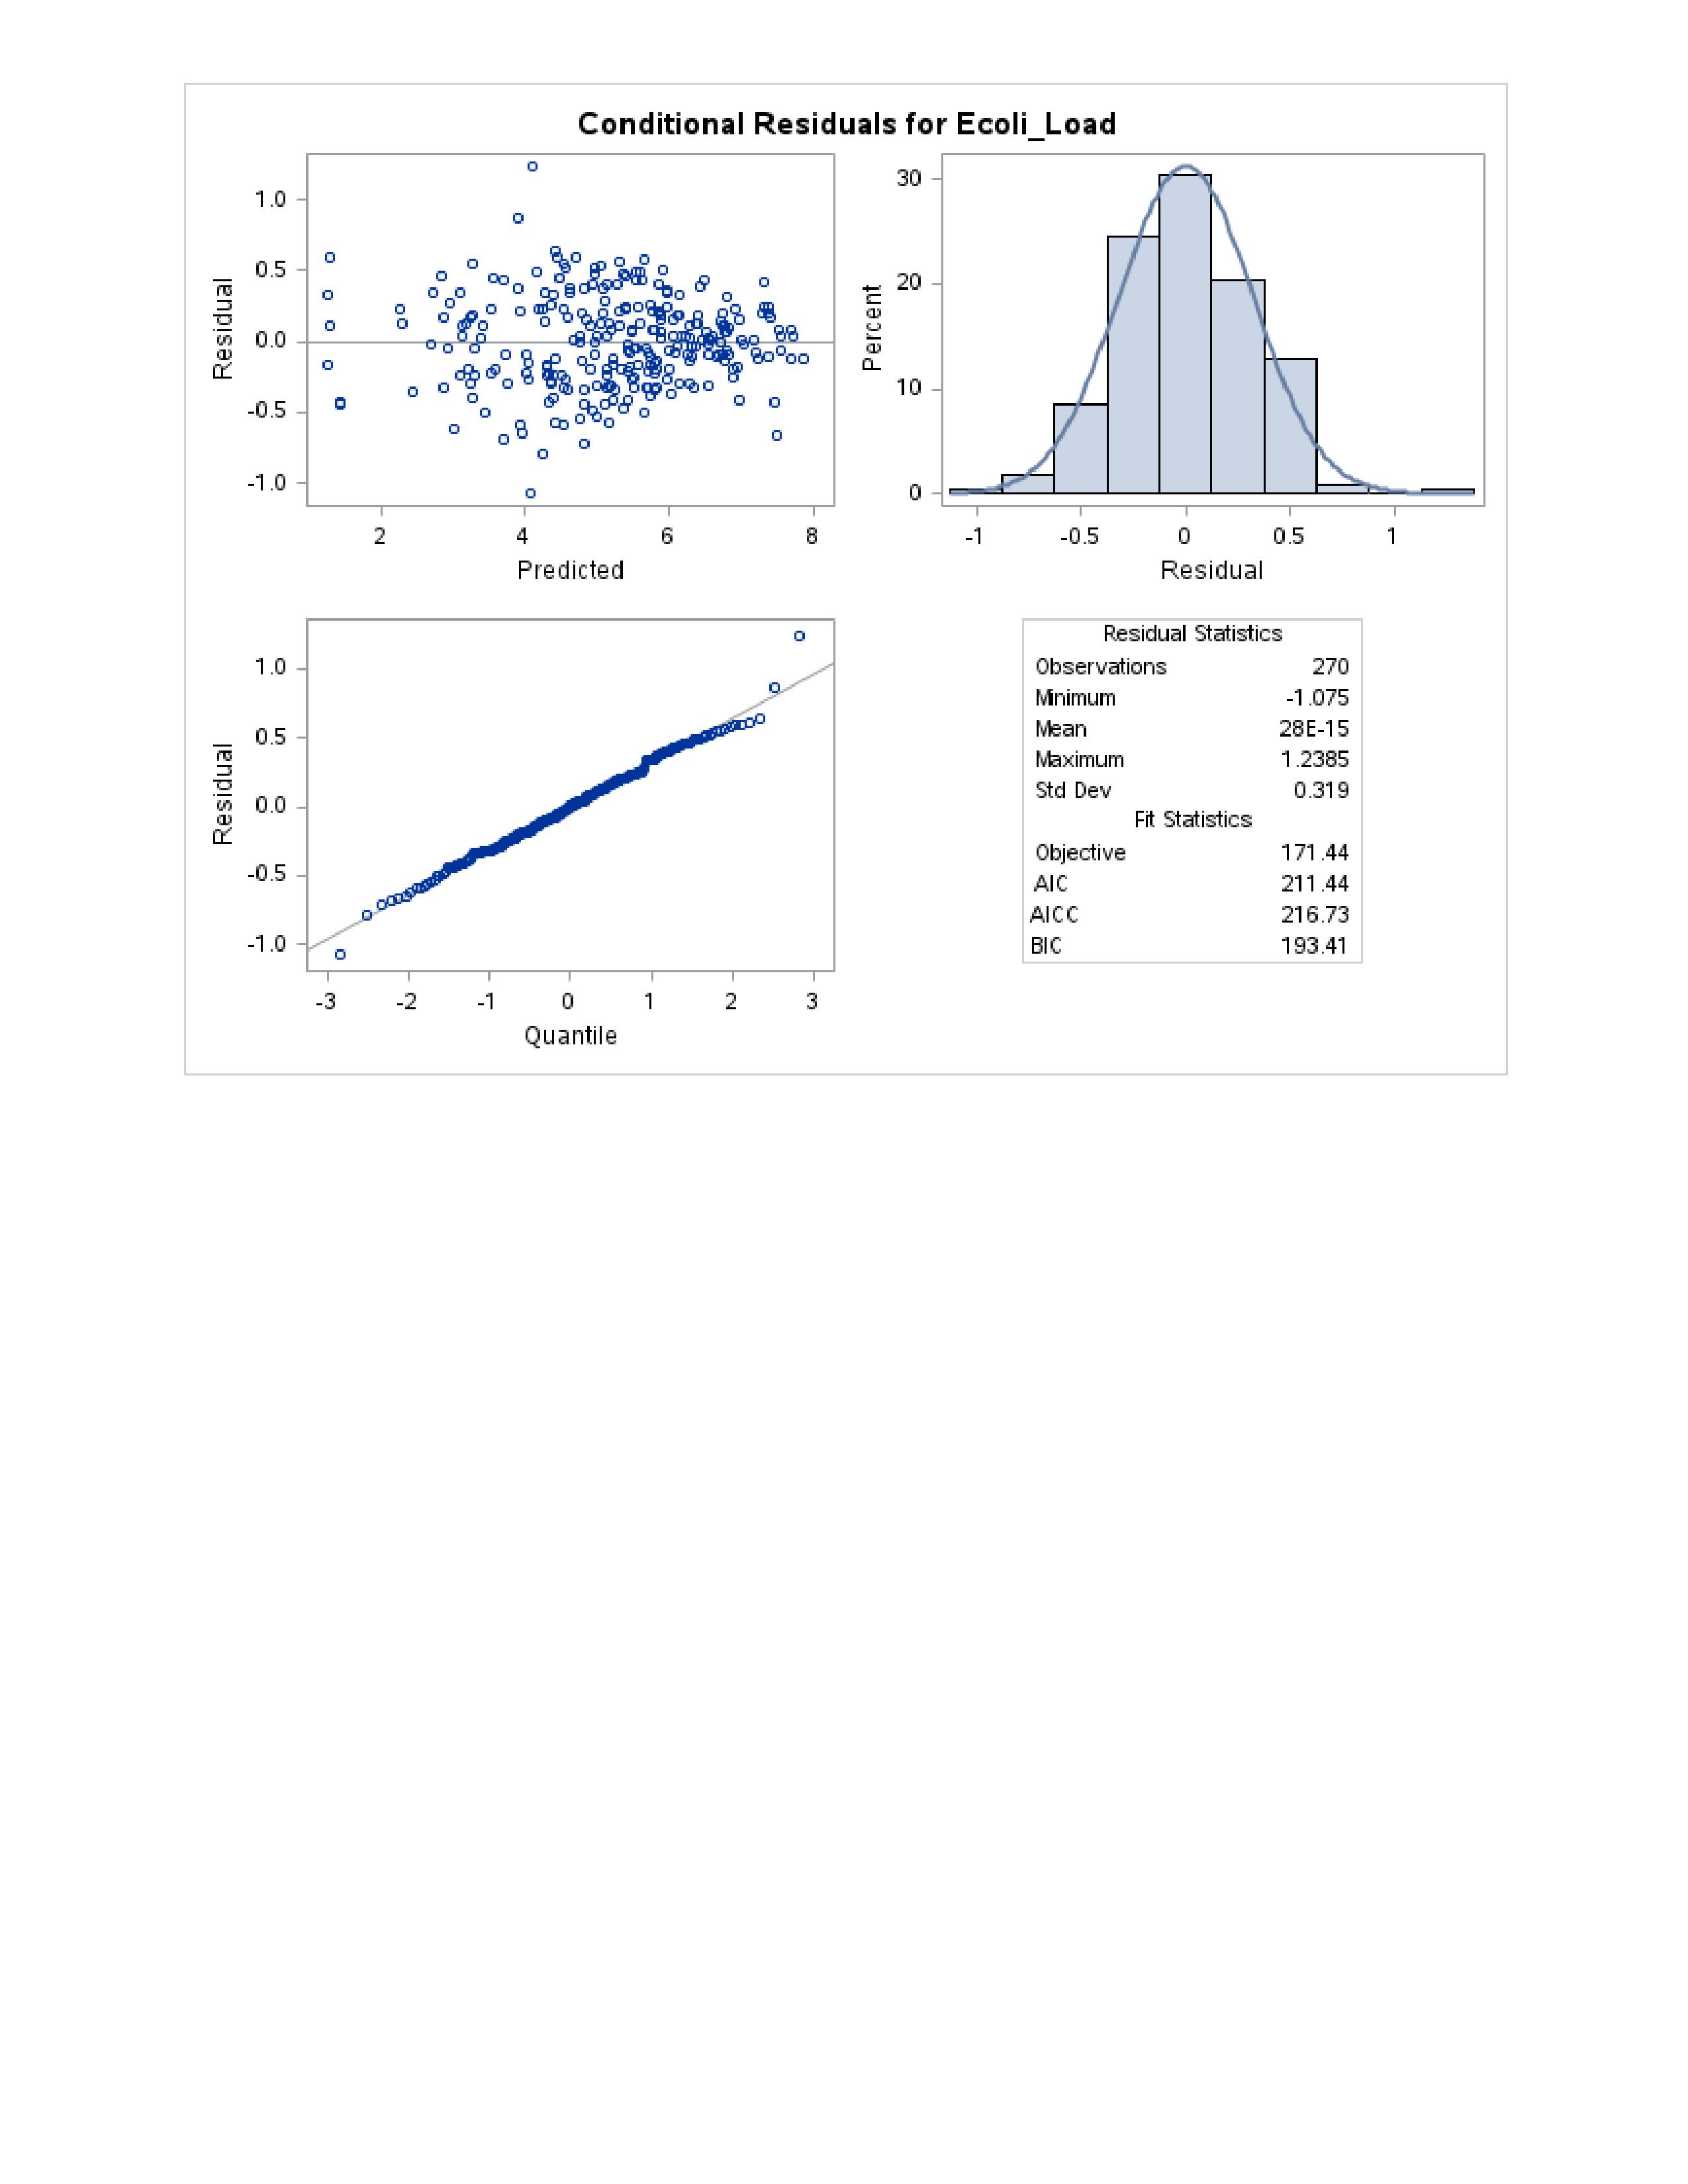 Conditional Residuals for Ecoli_Load
1.0
0.5
0.0
-0.5
-1.0
Residual
2 4 6 8
Predicted
30
20
10
0
Percent
-1 -0.5 0 0.5 1
Residual
1.0
0.5
0.0
-0.5
-1.0
Residual
-3 -2 -1 0 1 2 3
Quantile
Residual Statistics
Observations 270
Minimum -1.075
Mean 28E-15
Maximum 1.2385
Std Dev 0.319
Fit Statistics
Objective 171.44
AIC 211.44
AICC 216.73
BIC 193.41